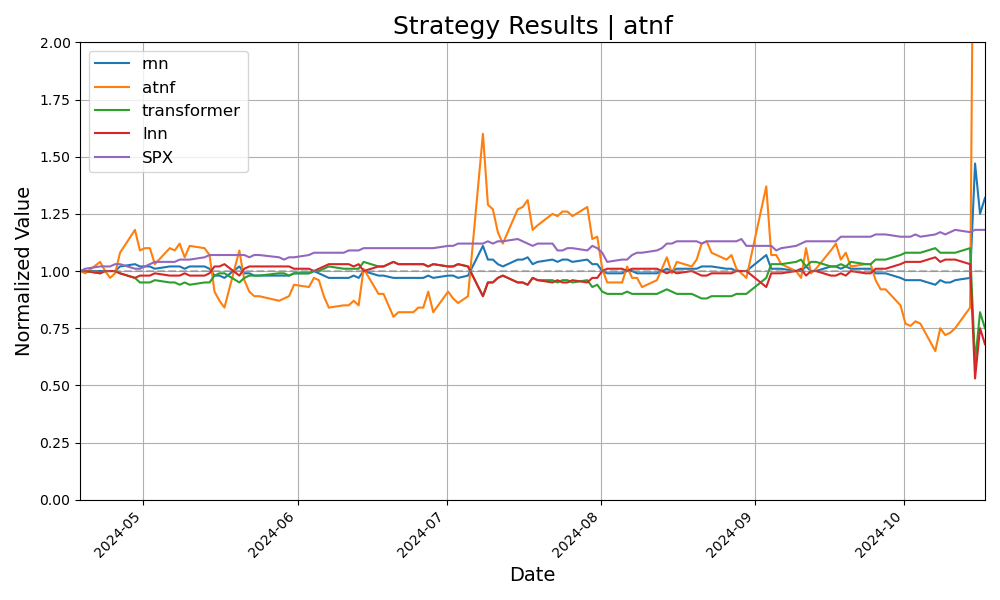 Strategy Results | atnf
rnn
atnf
transformer
lnn
SPX
Normalized Value
2.00
1.75
1.50
1.25
1.00
0.75
0.50
0.25
0.00
2024-05
2024-06
2024-07
2024-08
2024-09
2024-10
Date